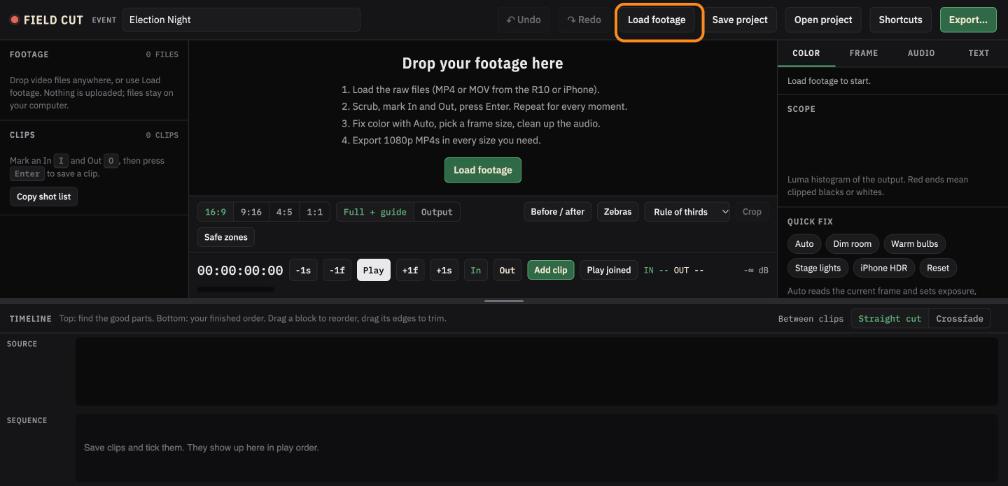 FIELD CUT EVENT Election Night Undo Redo Load footage Save project Open project Shortcuts Export...
FOOTAGE 0 FILES
Drop video files anywhere, or use Load
footage. Nothing is uploaded; files stay on
your computer.
CLIPS 0 CLIPS
Mark an In I and Out O, then press
Enter to save a clip.
Copy shot list
Drop your footage here
1. Load the raw files (MP4 or MOV from the R10 or iPhone).
2. Scrub, mark In and Out, press Enter. Repeat for every moment.
3. Fix color with Auto, pick a frame size, clean up the audio.
4. Export 1080p MP4s in every size you need.
Load footage
16:9 9:16 4:5 1:1 Full + guide Output Before / after Zebras Rule of thirds Crop
Safe zones
00:00:00:00 -1s -1f Play +1f +1s In Out Add clip Play joined IN -- OUT -- -∞ dB
COLOR FRAME AUDIO TEXT
Load footage to start.
SCOPE
Luma histogram of the output. Red ends mean
clipped blacks or whites.
QUICK FIX
Auto Dim room Warm bulbs
Stage lights iPhone HDR Reset
Auto reads the current frame and sets exposure,
TIMELINE Top: find the good parts. Bottom: your finished order. Drag a block to reorder, drag its edges to trim. Between clips Straight cut Crossfade
SOURCE
SEQUENCE
Save clips and tick them. They show up here in play order.